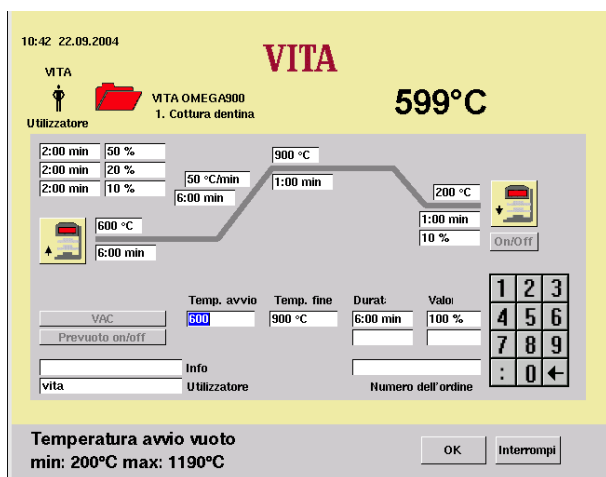 10:42 22.09.2004
VITA
VITA
Utilizzatore
VITA OMEGA900
1. Cottura dentina
599°C
2:00 min 50 %
2:00 min 20 %
2:00 min 10 %
50 °C/min
6:00 min
900 °C
1:00 min
200 °C
1:00 min
10 %
On/Off
600 °C
6:00 min
Temp. avvio Temp. fine Durat: Valoı
VAC 600 900 °C 6:00 min 100 %
Prevuoto on/off
Info
vita Utilizzatore Numero dell'ordine
1 2 3
4 5 6
7 8 9
: 0 ←
Temperatura avvio vuoto
min: 200°C max: 1190°C
OK Interrompi